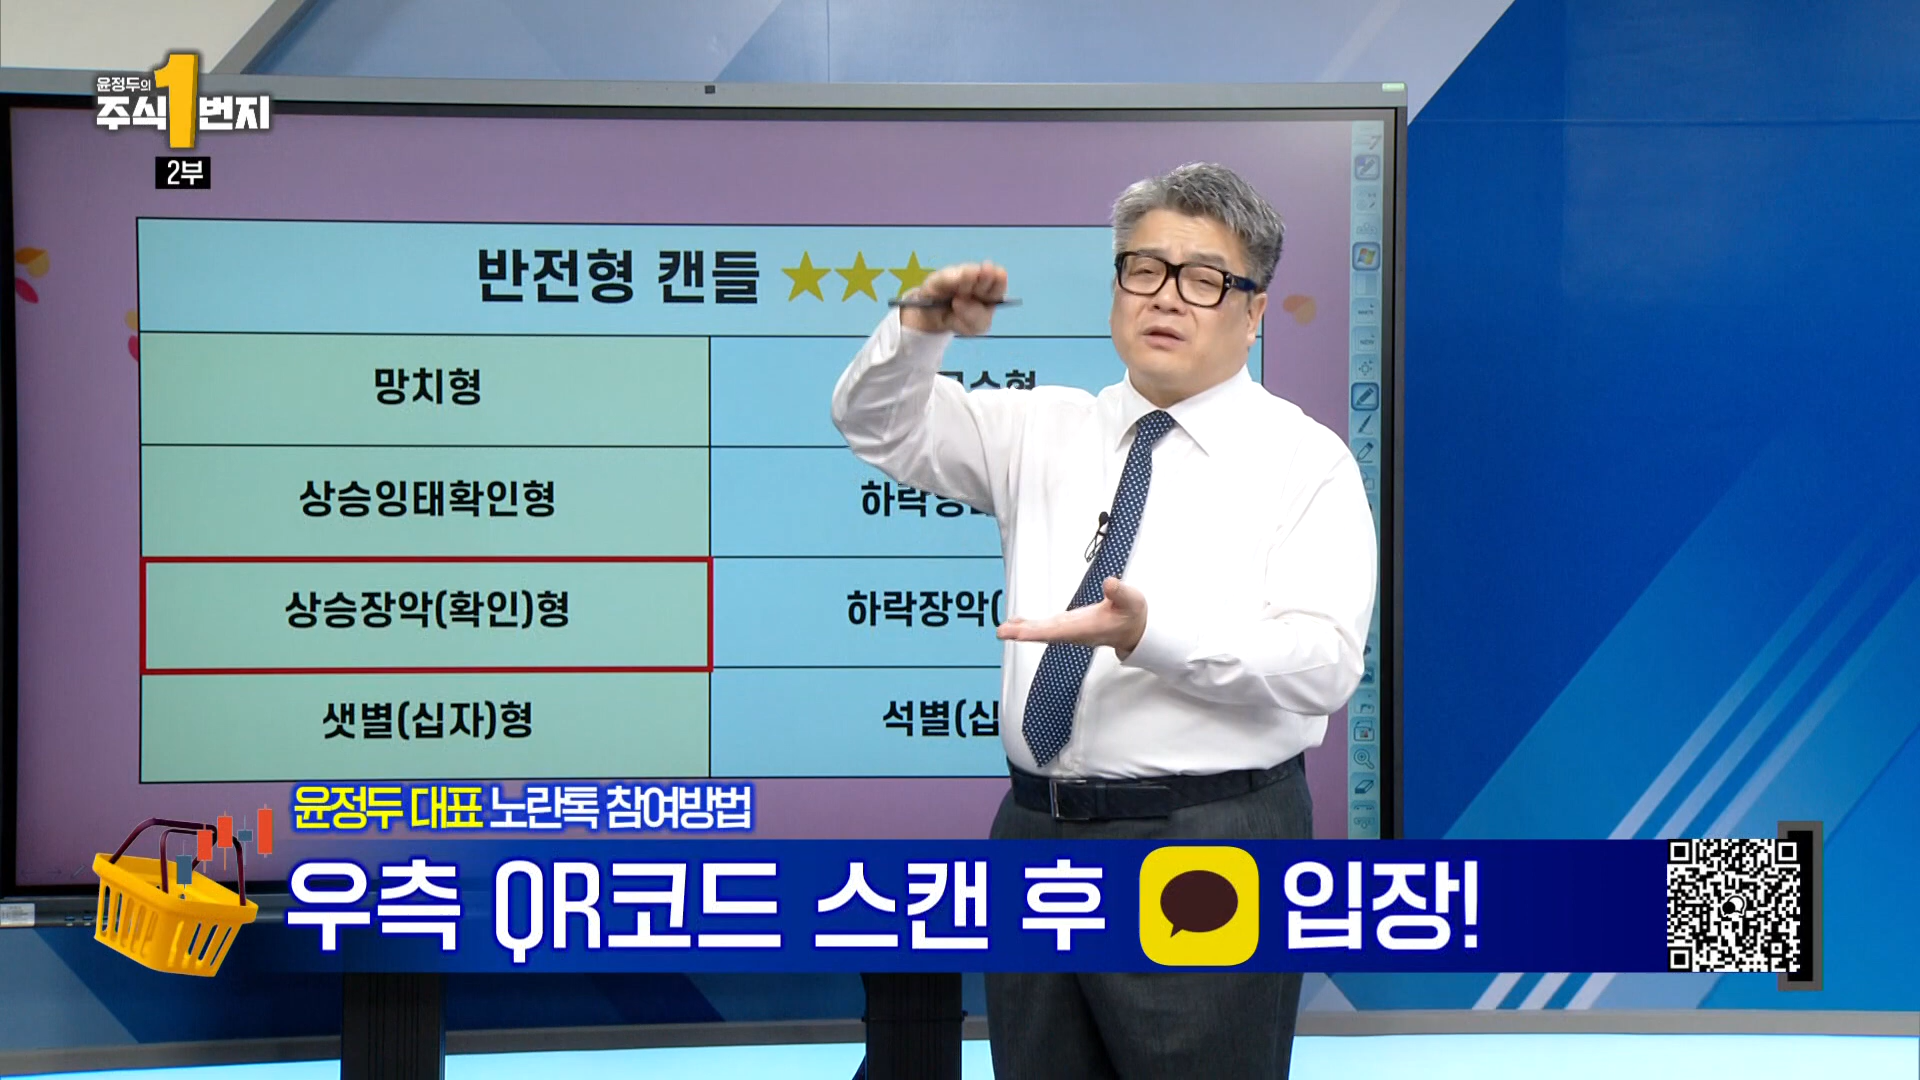 윤정두의
주식1번지
2부
반전형 캔들 ★★★
망치형
상승잉태확인형
상승장악(확인)형
하락장악(
샛별(십자)형
석별(십
윤정두 대표 노란톡 참여방법
우측 QR코드 스캔 후 입장!